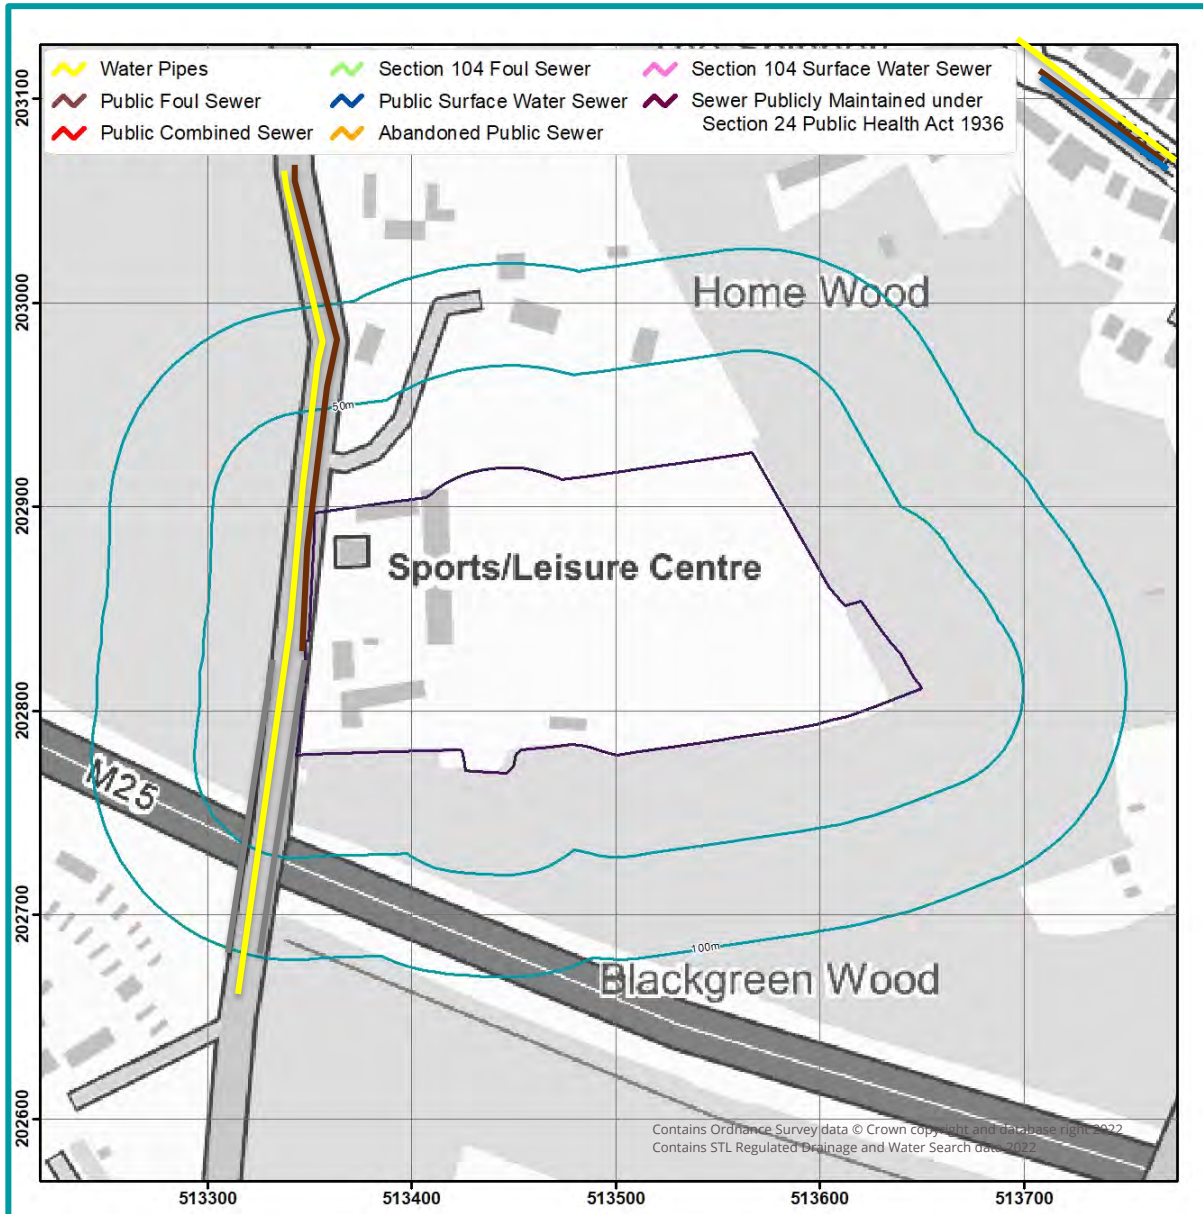 Water Pipes
Public Foul Sewer
Public Combined Sewer
Section 104 Foul Sewer
Public Surface Water Sewer
Abandoned Public Sewer
Section 104 Surface Water Sewer
Sewer Publicly Maintained under
Section 24 Public Health Act 1936
203100
203000
202900
202800
202700
202600
Home Wood
50m
Sports/Leisure Centre
M25
100m
Blackgreen Wood
Contains Ordnance Survey data © Crown copyright and database right 2022
Contains STL Regulated Drainage and Water Search data 2022
513300
513400
513500
513600
513700